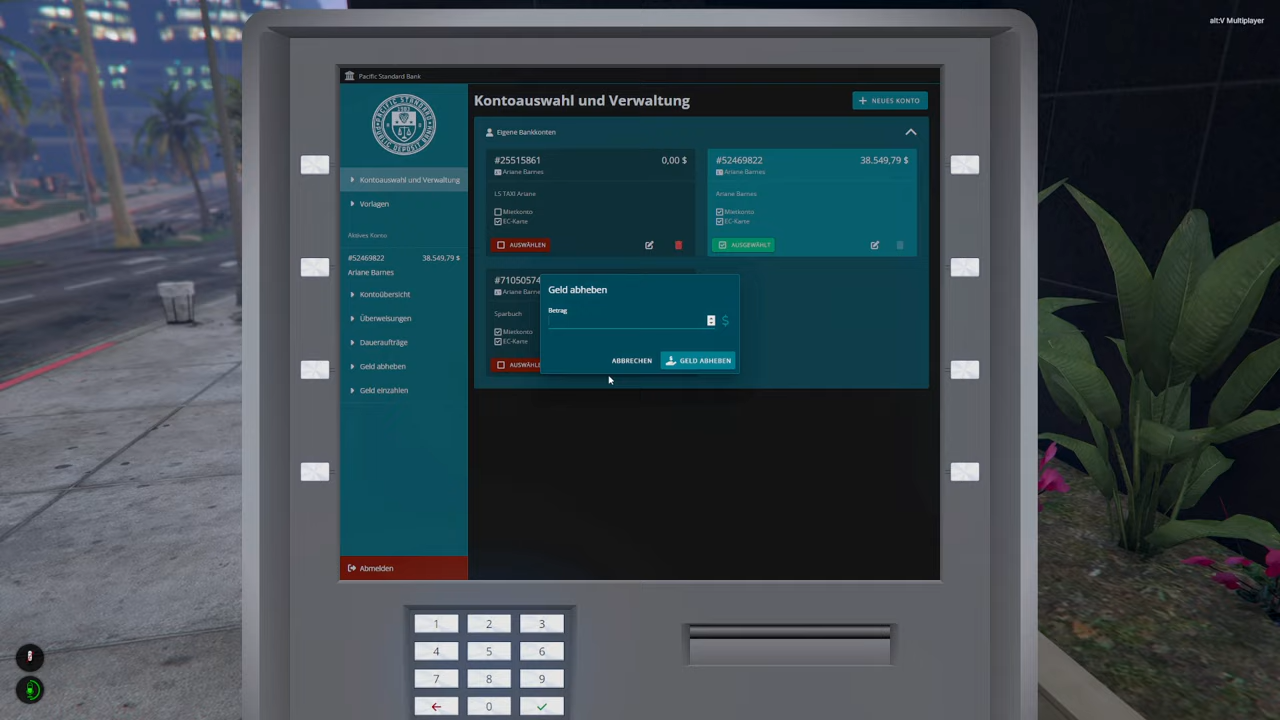 alt:V Multiplayer
Pacific Standard Bank
Kontoauswahl und Verwaltung
NEUES KONTO
Eigene Bankkonten
#25515861 0,00 $
Ariane Barnes
LS TAXI Ariane
Mietkonto
EC-Karte
AUSWÄHLEN
#52469822 38.549,79 $
Ariane Barnes
Ariane Barnes
Mietkonto
EC-Karte
AUSGEWÄHLT
#71050574
Ariane Barne
Sparbuch
Mietkonto
EC-Karte
AUSWÄHLE
Geld abheben
Betrag
$
ABBRECHEN GELD ABHEBEN
Kontoauswahl und Verwaltung
Vorlagen
Aktives Konto
#52469822 38.549,79 $
Ariane Barnes
Kontoübersicht
Überweisungen
Daueraufträge
Geld abheben
Geld einzahlen
Abmelden
1 2 3
4 5 6
7 8 9
0